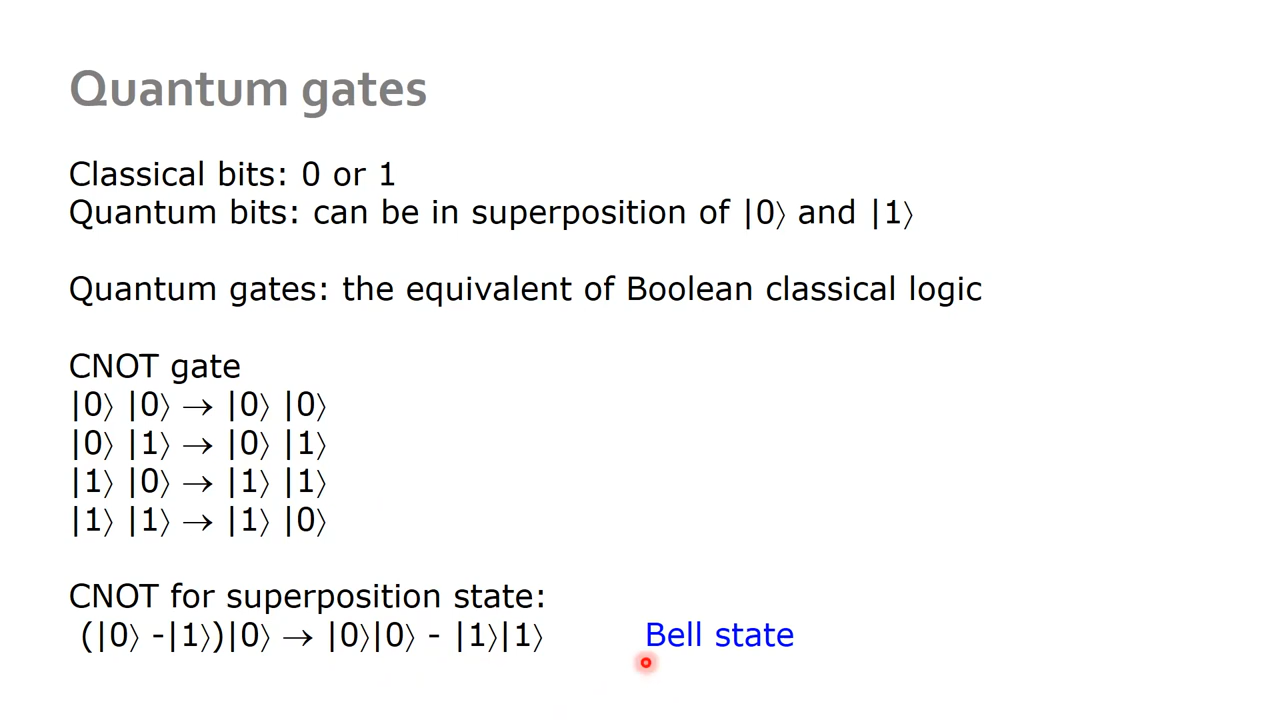 Quantum gates
Classical bits: 0 or 1
Quantum bits: can be in superposition of |0⟩ and |1⟩
Quantum gates: the equivalent of Boolean classical logic
CNOT gate
|0⟩ |0⟩ → |0⟩ |0⟩
|0⟩ |1⟩ → |0⟩ |1⟩
|1⟩ |0⟩ → |1⟩ |1⟩
|1⟩ |1⟩ → |1⟩ |0⟩
CNOT for superposition state:
(|0⟩ -|1⟩)|0⟩ → |0⟩|0⟩ - |1⟩|1⟩ Bell state